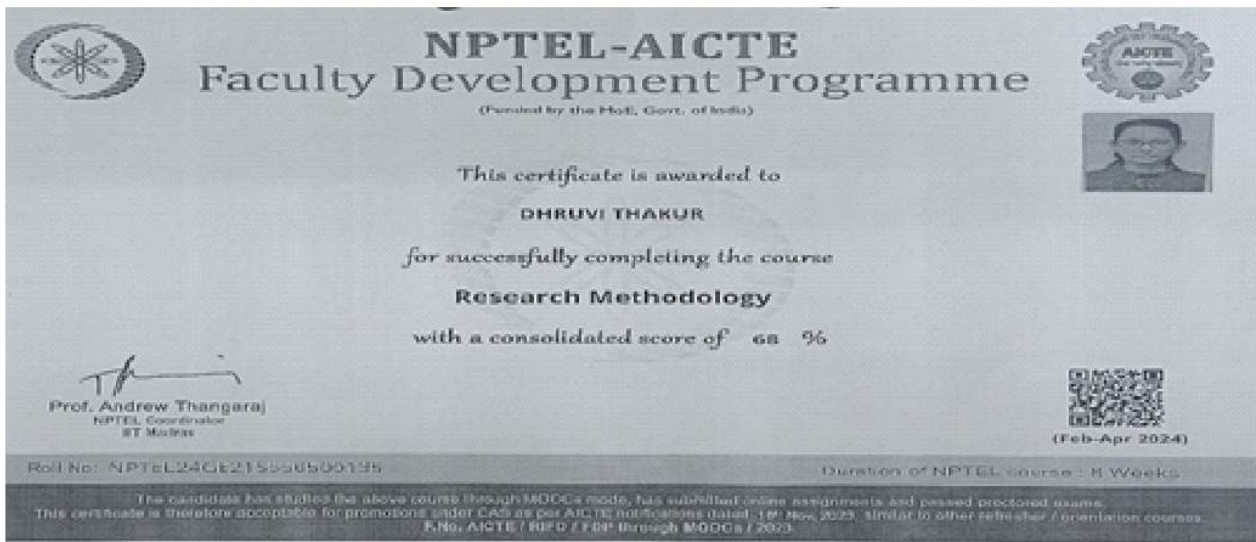 NPTEL-AICTE
Faculty Development Programme
(Funded by the MoE, Govt. of India)
AICTE
This certificate is awarded to
DHRUVI THAKUR
for successfully completing the course
Research Methodology
with a consolidated score of 68 %
Prof. Andrew Thangaraj
NPTEL Coordinator
IIT Madras
(Feb-Apr 2024)
Roll No: Duration of NPTEL course : 8 Weeks
The candidate has studied the above course through MOOCs mode, has submitted online assignments and passed proctored exams.
This certificate is therefore acceptable for promotions under CAS as per AICTE notifications dated Nov, 2023, similar to other refresher / orientation courses.
F.No. AICTE / RIFD / FDP through MOOCs / 2023